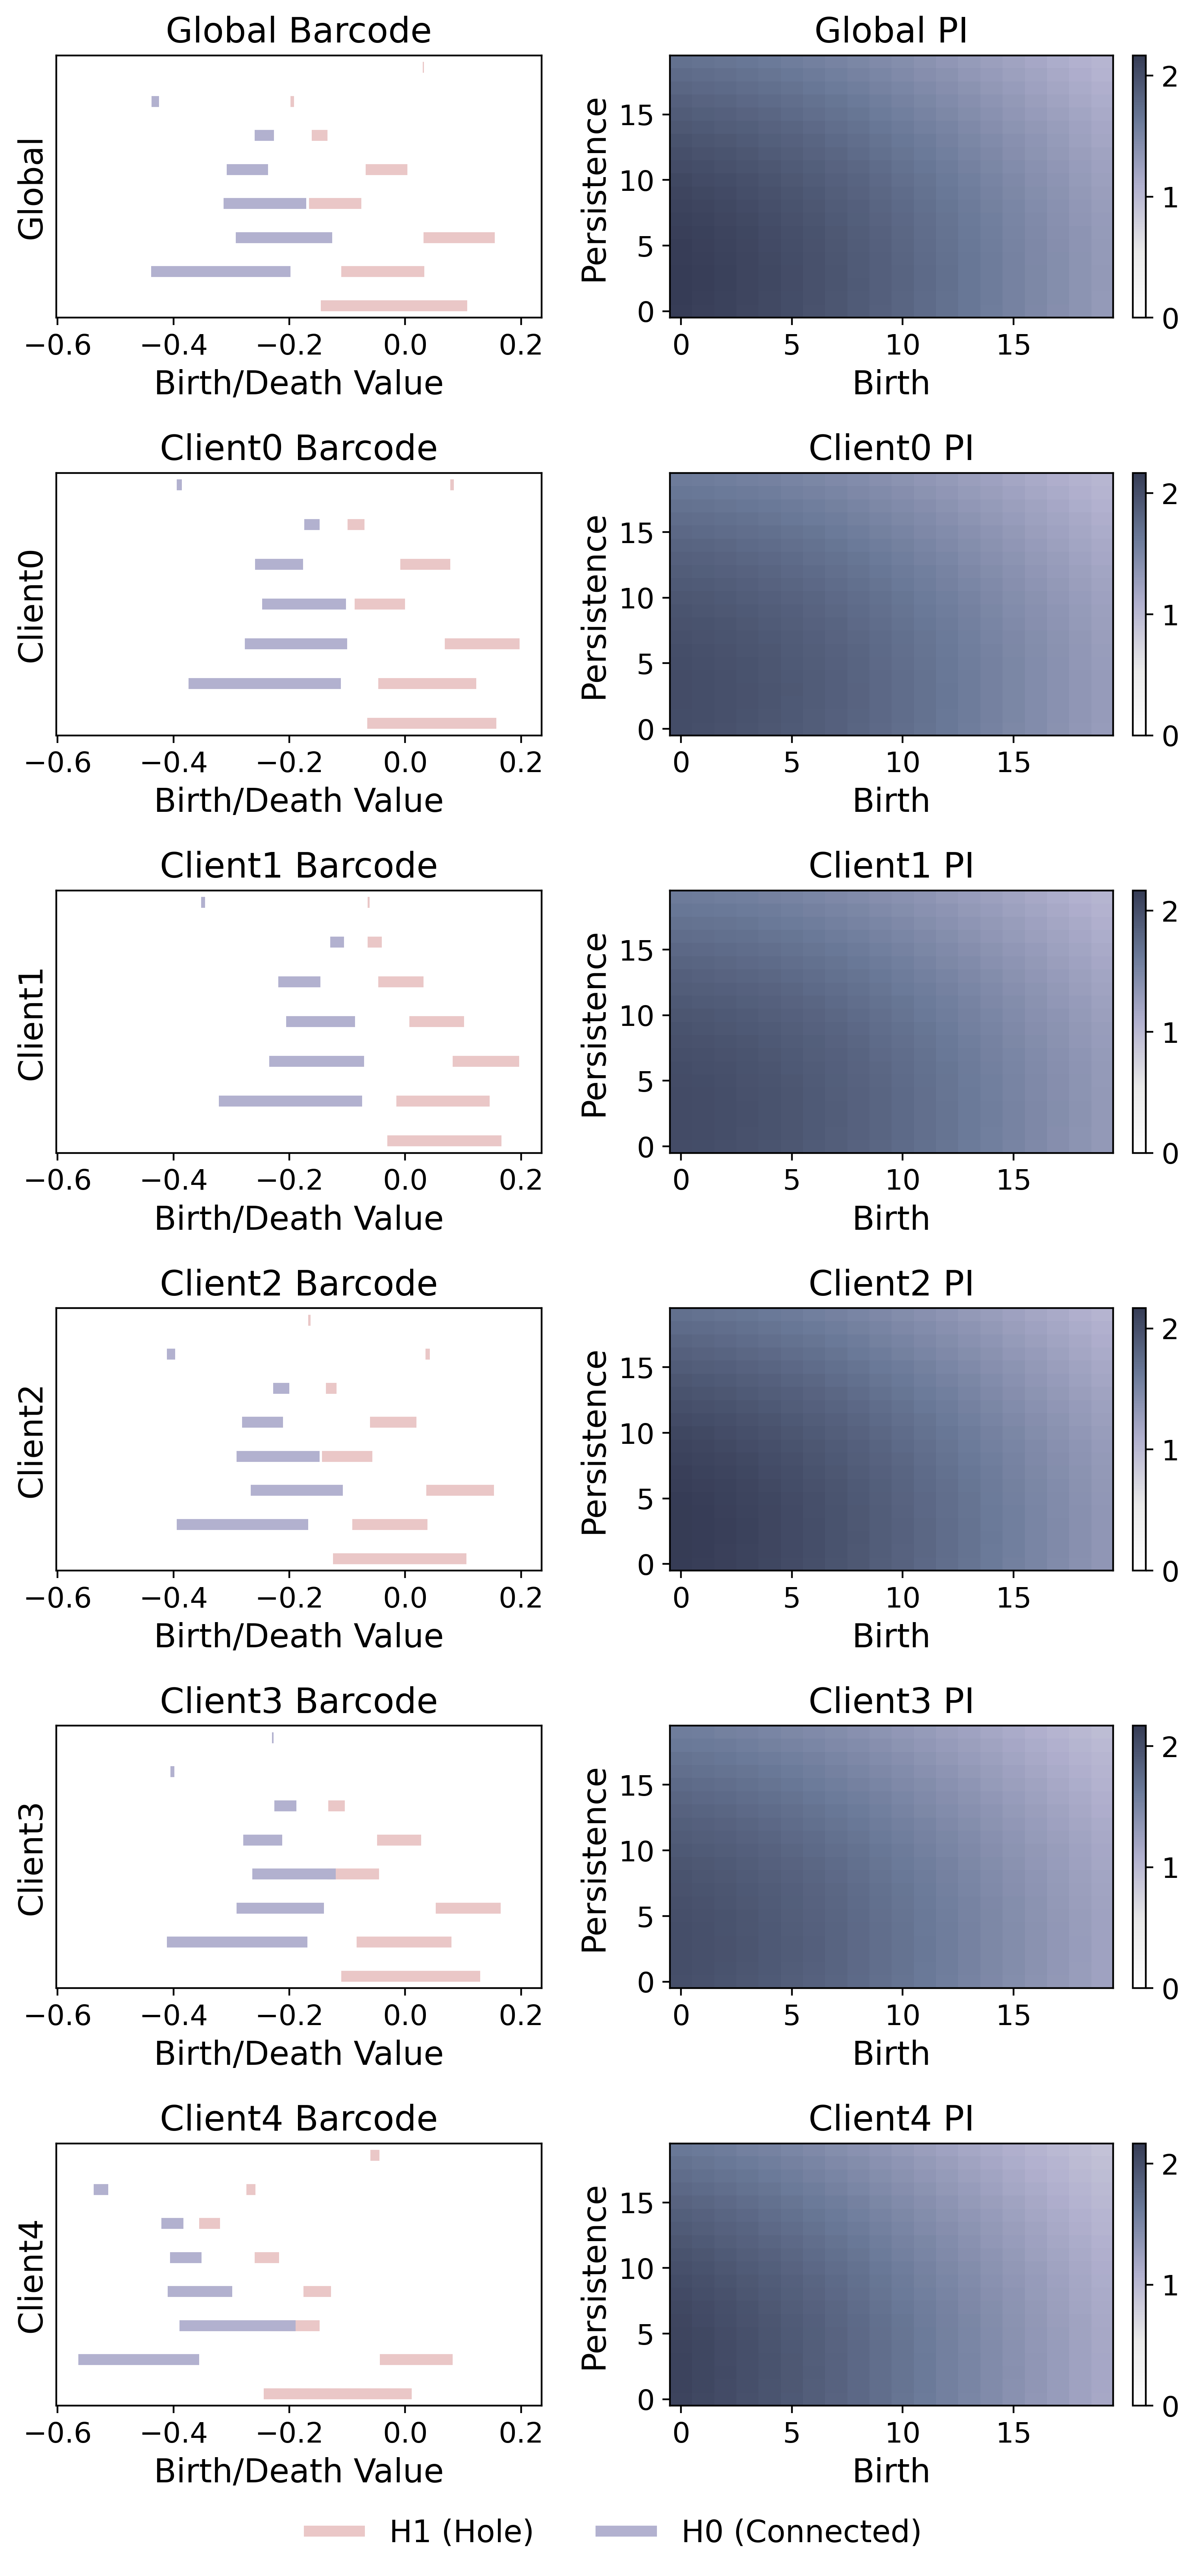 Global Barcode
Global
−0.6 −0.4 −0.2 0.0 0.2
Birth/Death Value
Global PI
Persistence
15
10
5
0
0 5 10 15
Birth
2
1
0
Client0 Barcode
Client0
−0.6 −0.4 −0.2 0.0 0.2
Birth/Death Value
Client0 PI
Persistence
15
10
5
0
0 5 10 15
Birth
2
1
0
Client1 Barcode
Client1
−0.6 −0.4 −0.2 0.0 0.2
Birth/Death Value
Client1 PI
Persistence
15
10
5
0
0 5 10 15
Birth
2
1
0
Client2 Barcode
Client2
−0.6 −0.4 −0.2 0.0 0.2
Birth/Death Value
Client2 PI
Persistence
15
10
5
0
0 5 10 15
Birth
2
1
0
Client3 Barcode
Client3
−0.6 −0.4 −0.2 0.0 0.2
Birth/Death Value
Client3 PI
Persistence
15
10
5
0
0 5 10 15
Birth
2
1
0
Client4 Barcode
Client4
−0.6 −0.4 −0.2 0.0 0.2
Birth/Death Value
Client4 PI
Persistence
15
10
5
0
0 5 10 15
Birth
2
1
0
H1 (Hole) H0 (Connected)